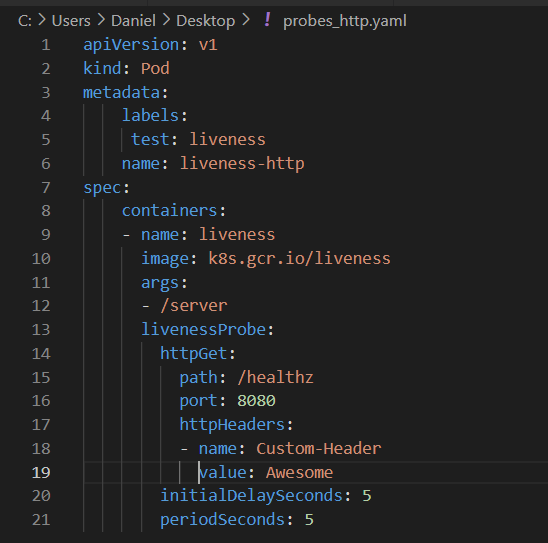 C: > Users > Daniel > Desktop > ! probes_http.yaml
1 apiVersion: v1
2 kind: Pod
3 metadata:
4     labels:
5      test: liveness
6     name: liveness-http
7 spec:
8     containers:
9     - name: liveness
10       image: k8s.gcr.io/liveness
11       args:
12       - /server
13       livenessProbe:
14         httpGet:
15           path: /healthz
16           port: 8080
17           httpHeaders:
18           - name: Custom-Header
19             value: Awesome
20         initialDelaySeconds: 5
21         periodSeconds: 5